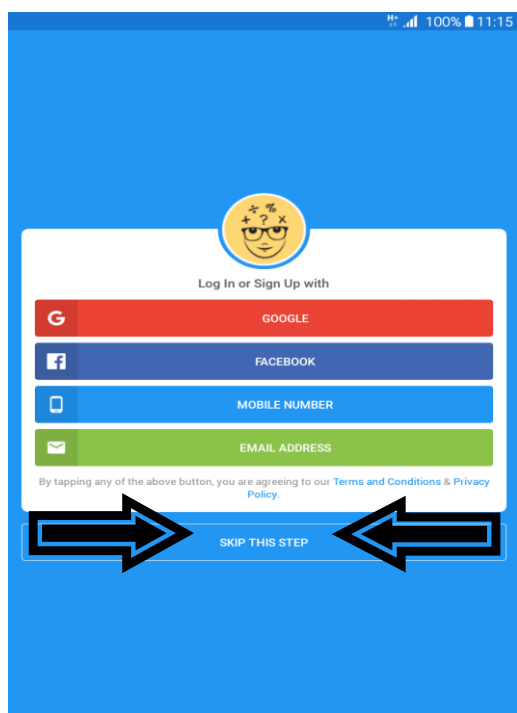 H+ 100% 11:15
÷ %
+ ? x
Log In or Sign Up with
G GOOGLE
f FACEBOOK
MOBILE NUMBER
EMAIL ADDRESS
By tapping any of the above button, you are agreeing to our Terms and Conditions & Privacy
Policy.
SKIP THIS STEP